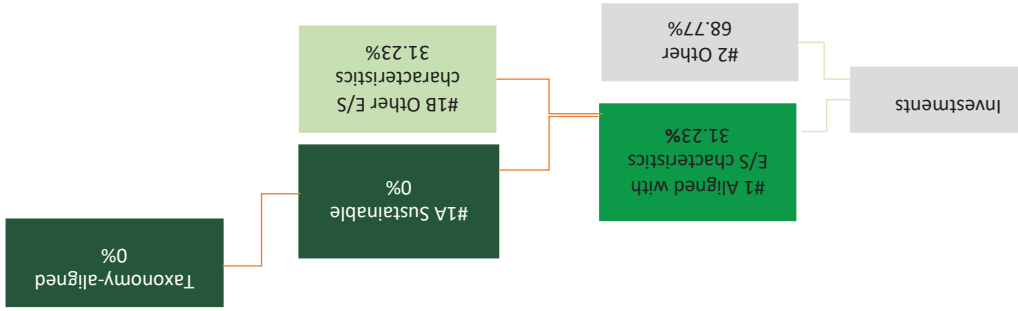 Investments
#1 Aligned with
E/S chacteristics
31.23%
#2 Other
68.77%
#1A Sustainable
0%
#1B Other E/S
characteristics
31.23%
Taxonomy-aligned
0%